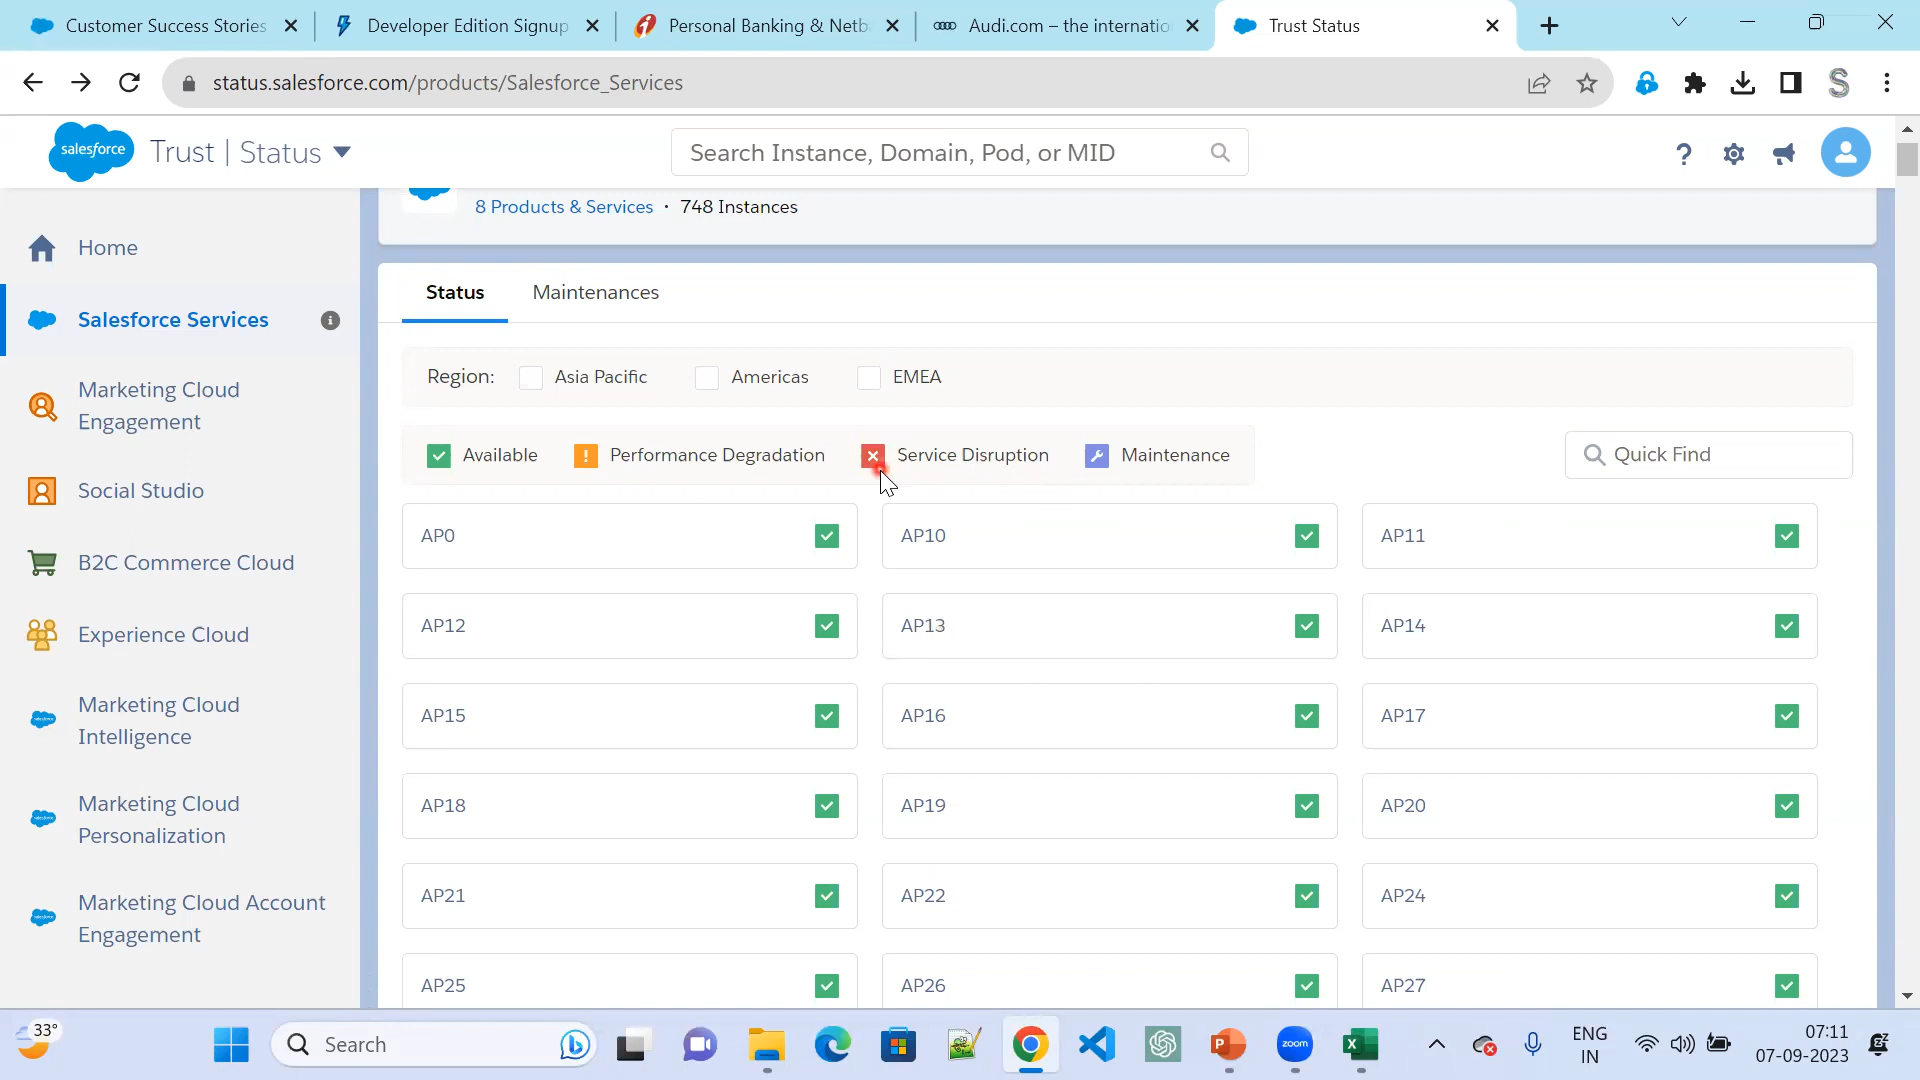 Customer Success Stories
Developer Edition Signup
Personal Banking & Netb
Audi.com – the internatio
Trust Status
status.salesforce.com/products/Salesforce_Services
salesforce
Trust | Status
Search Instance, Domain, Pod, or MID
8 Products & Services · 748 Instances
Home
Salesforce Services
Marketing Cloud
Engagement
Social Studio
B2C Commerce Cloud
Experience Cloud
Marketing Cloud
Intelligence
Marketing Cloud
Personalization
Marketing Cloud Account
Engagement
Status Maintenances
Region: Asia Pacific Americas EMEA
Available Performance Degradation Service Disruption Maintenance
Quick Find
AP0 AP10 AP11
AP12 AP13 AP14
AP15 AP16 AP17
AP18 AP19 AP20
AP21 AP22 AP24
AP25 AP26 AP27
33°
Search
zoom
ENG
IN
07:11
07-09-2023